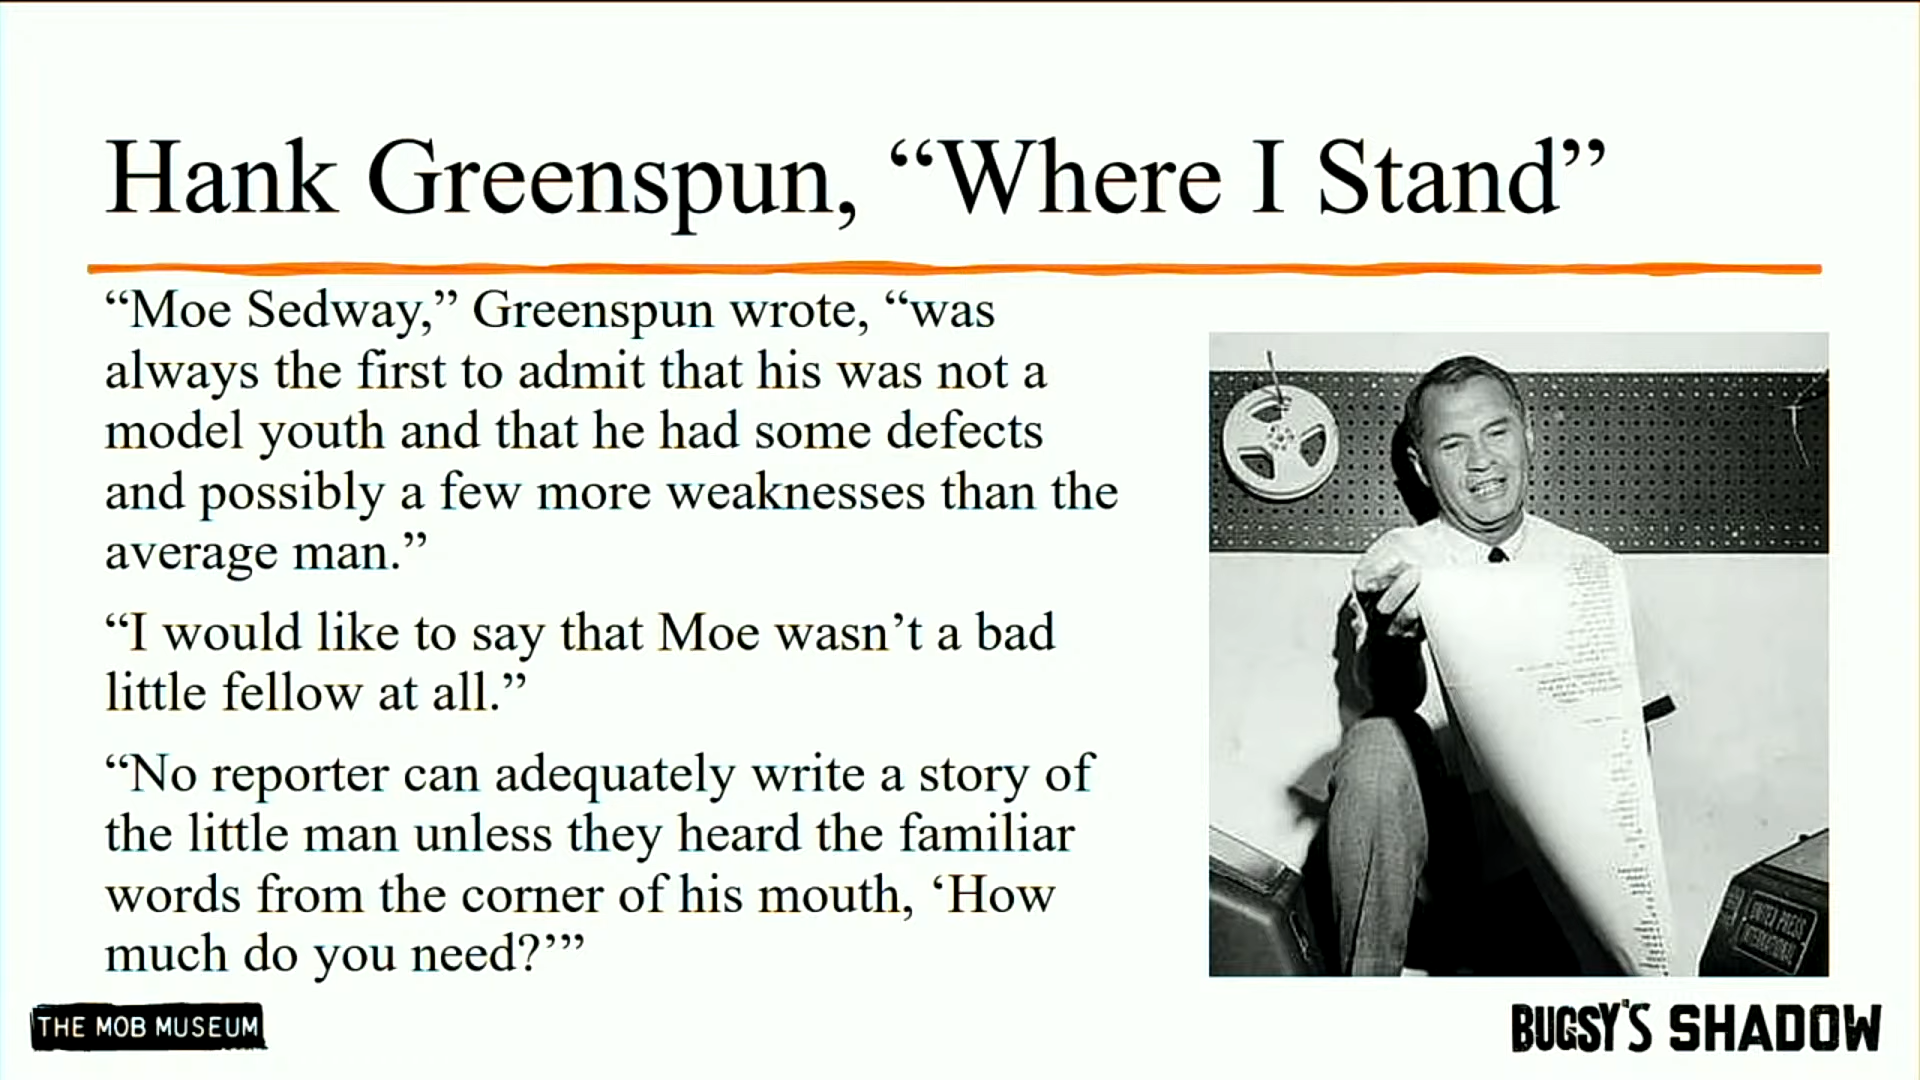 Hank Greenspun, “Where I Stand”
“Moe Sedway,” Greenspun wrote, “was
always the first to admit that his was not a
model youth and that he had some defects
and possibly a few more weaknesses than the
average man.”
“I would like to say that Moe wasn’t a bad
little fellow at all.”
“No reporter can adequately write a story of
the little man unless they heard the familiar
words from the corner of his mouth, ‘How
much do you need?’”
UNITED PRESS
INTERNATIONAL
THE MOB MUSEUM
BUGSY'S SHADOW